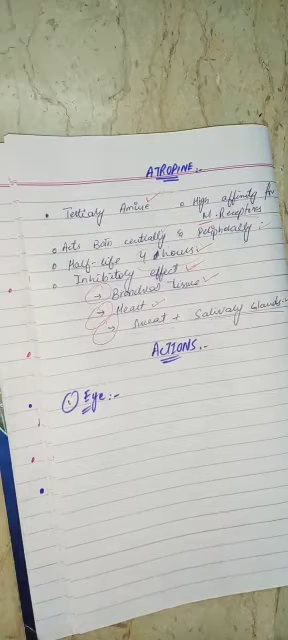 ATROPINE:-
• Tertiary Amine ✓ o High affinity for M. Receptors
o Acts Both centrally & Peripherally :-
o Half-life 4 hours ✓
o Inhibitory effect ✓
→ Bronchial Tissue ✓
→ Heart ✓
→ Sweat + Salivary Glands ✓
ACTIONS:-
① Eye:-